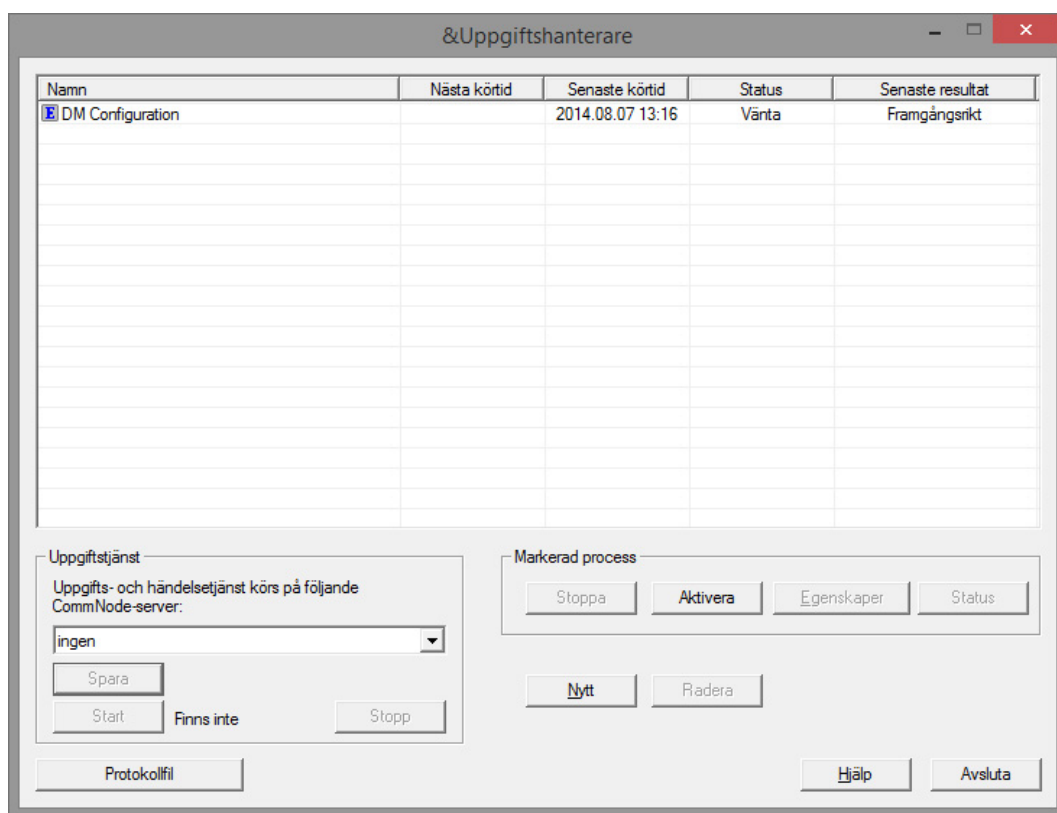 &Uppgiftshanterare
Namn Nästa körtid Senaste körtid Status Senaste resultat
E DM Configuration 2014.08.07 13:16 Vänta Framgångsrikt
Uppgiftstjänst
Uppgifts- och händelsetjänst körs på följande
CommNode-server:
ingen
Spara
Start Finns inte Stopp
Markerad process
Stoppa Aktivera Egenskaper Status
Nytt Radera
Protokollfil Hjälp Avsluta